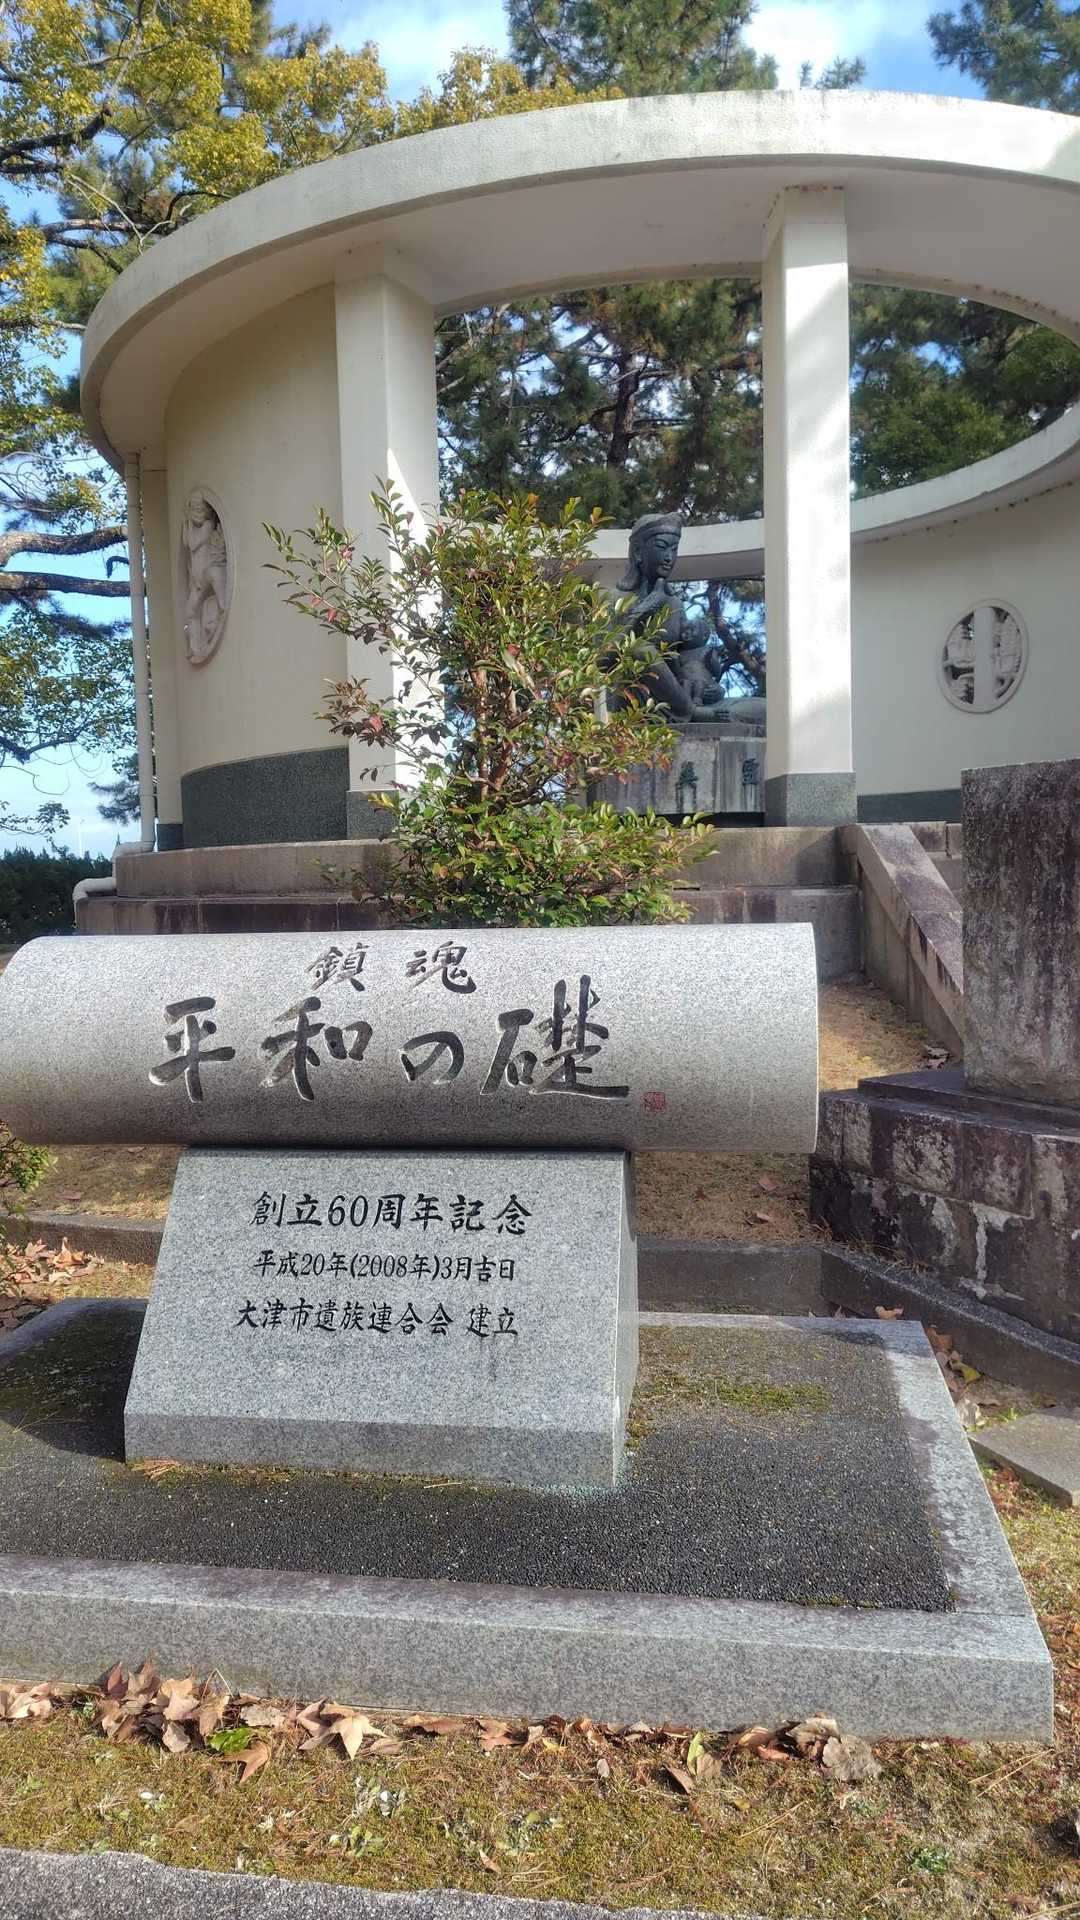 鎮魂
平和の礎
創立60周年記念
平成20年(2008年)3月吉日
大津市遺族連合会 建立